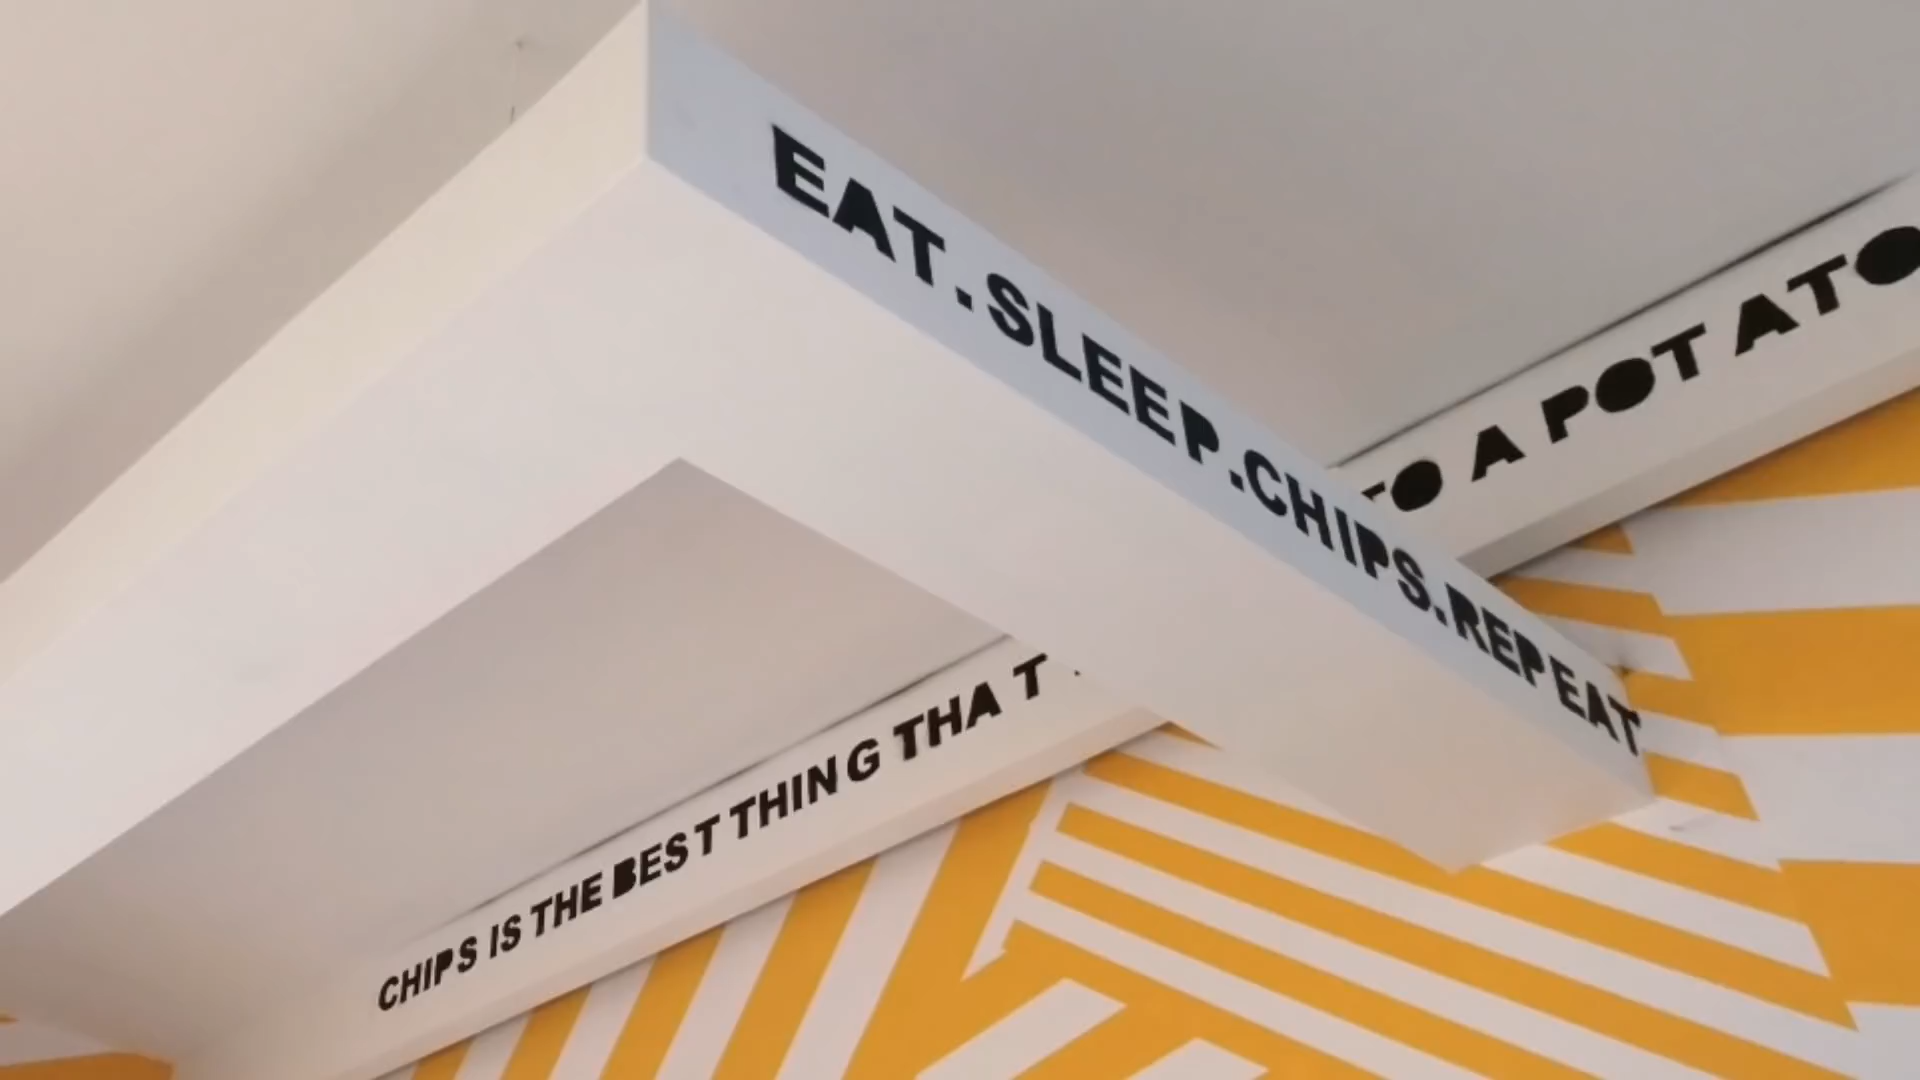 EAT.SLEEP.CHIPS.REPEAT
CHIPS IS THE BEST THING THAT
TO A POTATO